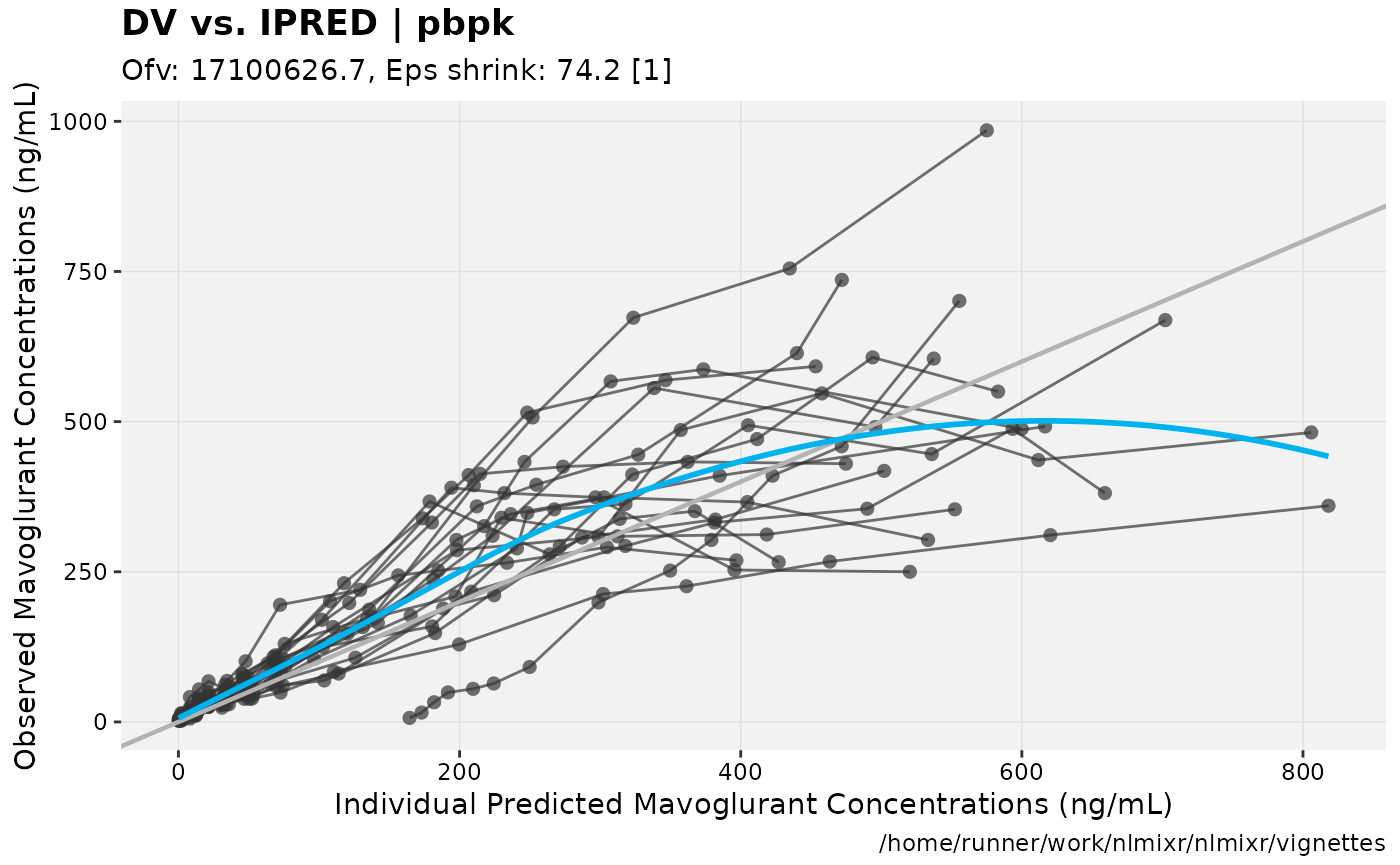 DV vs. IPRED | pbpk
Ofv: 17100626.7, Eps shrink: 74.2 [1]
Observed Mavoglurant Concentrations (ng/mL)
1000
750
500
250
0
0 200 400 600 800
Individual Predicted Mavoglurant Concentrations (ng/mL)
/home/runner/work/nlmixr/nlmixr/vignettes